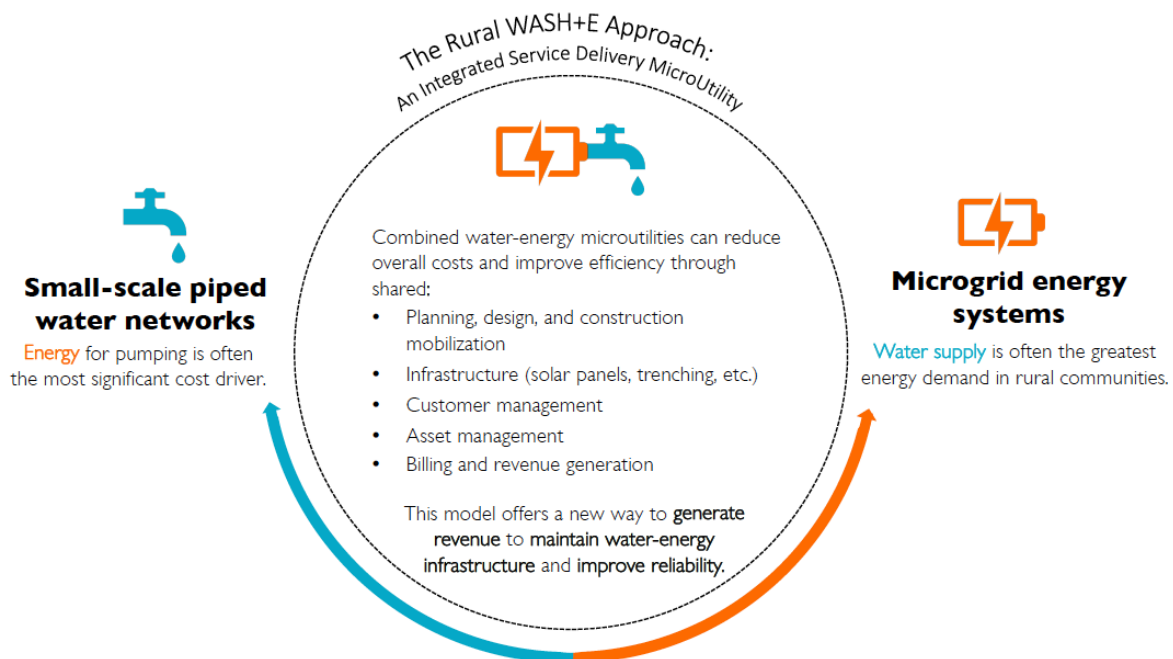 The Rural WASH+E Approach:
An Integrated Service Delivery MicroUtility
Small-scale piped
water networks
Energy for pumping is often
the most significant cost driver.
Combined water-energy microutilities can reduce
overall costs and improve efficiency through
shared:
• Planning, design, and construction
mobilization
• Infrastructure (solar panels, trenching, etc.)
• Customer management
• Asset management
• Billing and revenue generation
This model offers a new way to generate
revenue to maintain water-energy
infrastructure and improve reliability.
Microgrid energy
systems
Water supply is often the greatest
energy demand in rural communities.